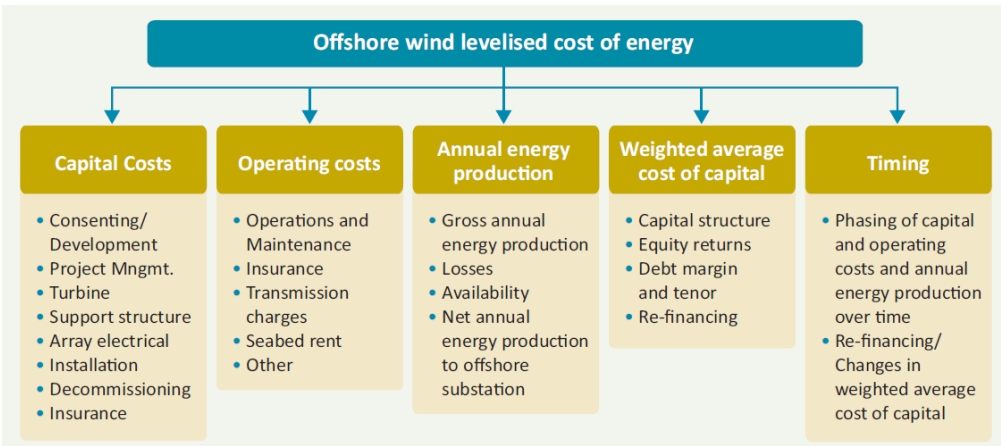 Offshore wind levelised cost of energy
Capital Costs
• Consenting/
Development
• Project Mngmt.
• Turbine
• Support structure
• Array electrical
• Installation
• Decommissioning
• Insurance
Operating costs
• Operations and
Maintenance
• Insurance
• Transmission
charges
• Seabed rent
• Other
Annual energy
production
• Gross annual
energy production
• Losses
• Availability
• Net annual
energy production
to offshore
substation
Weighted average
cost of capital
• Capital structure
• Equity returns
• Debt margin
and tenor
• Re-financing
Timing
• Phasing of capital
and operating
costs and annual
energy production
over time
• Re-financing/
Changes in
weighted average
cost of capital